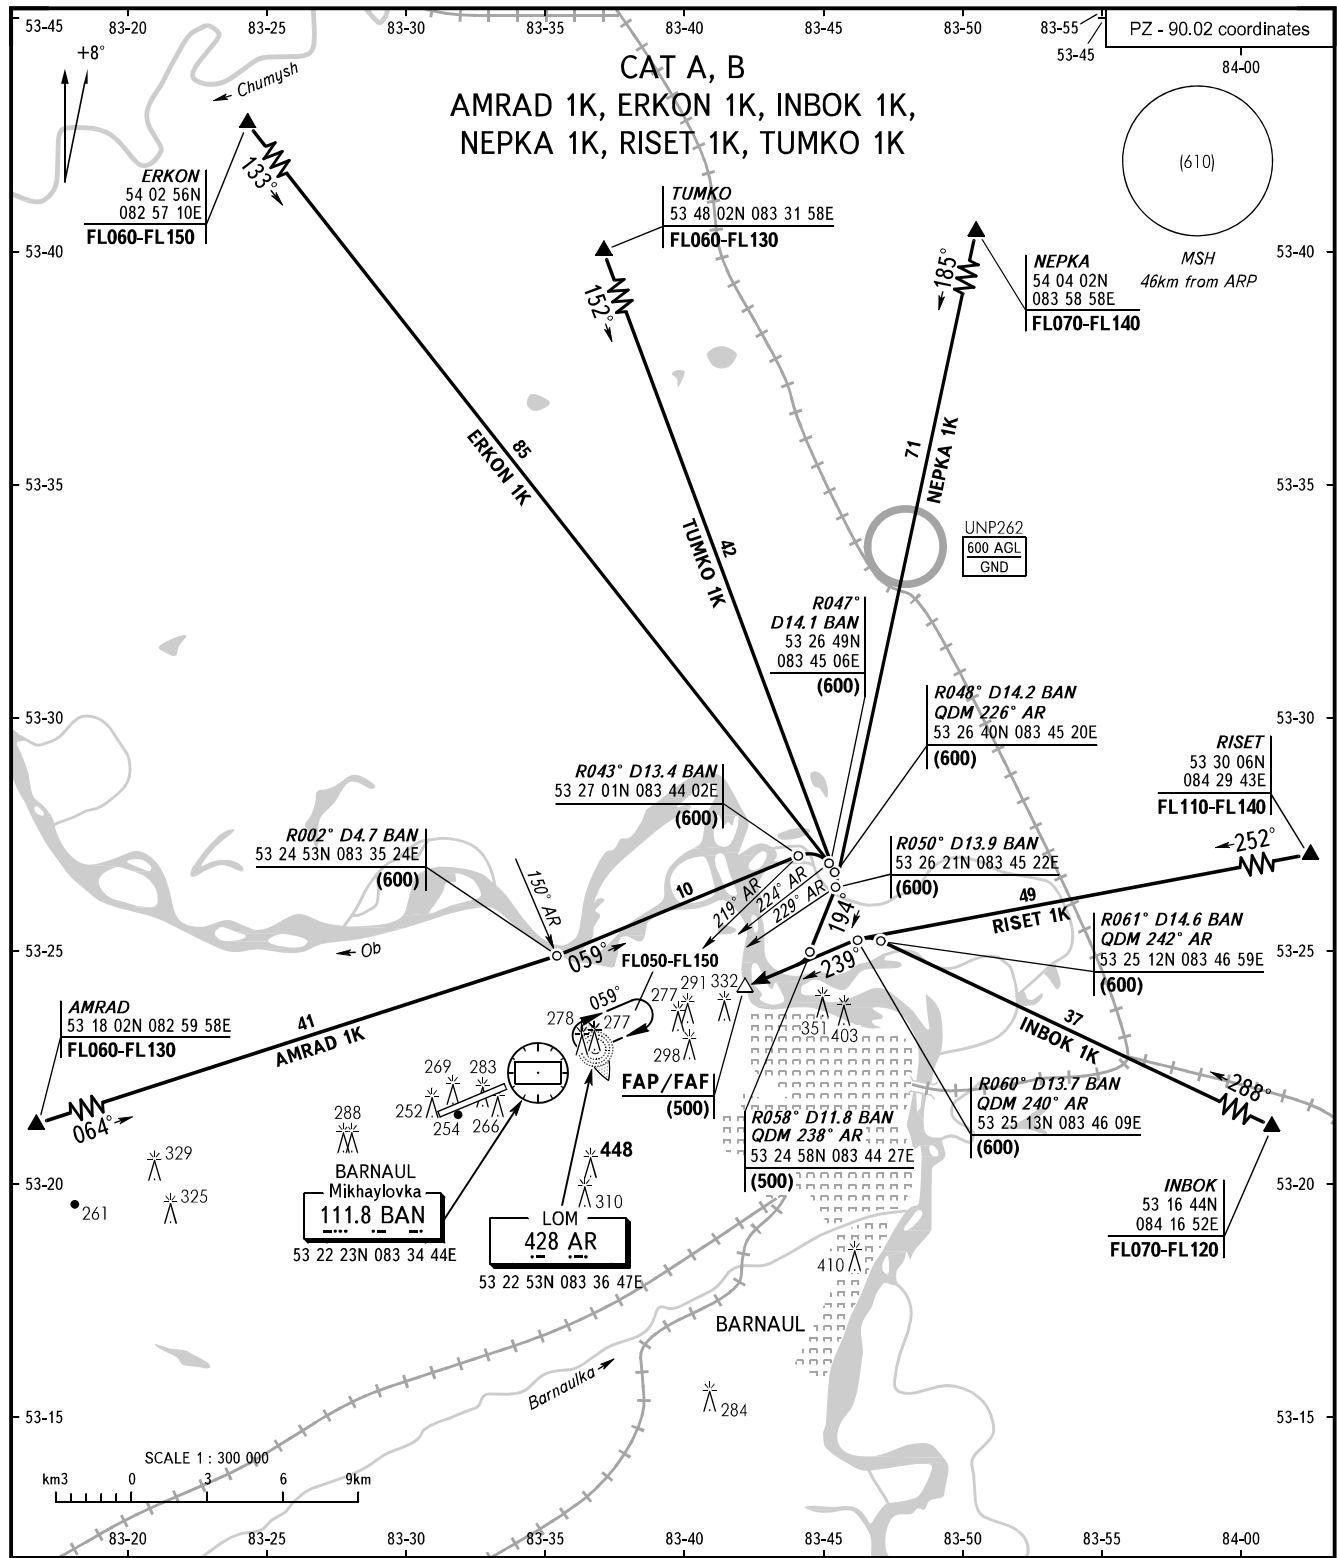 53-45
83-20
83-25
83-30
83-35
83-40
83-45
83-50
83-55
53-45
PZ - 90.02 coordinates
84-00
+8°
Chumysh
CAT A, B
AMRAD 1K, ERKON 1K, INBOK 1K,
NEPKA 1K, RISET 1K, TUMKO 1K
(610)
MSH
46km from ARP
133°
ERKON
54 02 56N
082 57 10E
FL060-FL150
TUMKO
53 48 02N 083 31 58E
FL060-FL130
152°
185°
NEPKA
54 04 02N
083 58 58E
FL070-FL140
53-40
53-40
85
ERKON 1K
42
TUMKO 1K
71
NEPKA 1K
53-35
53-35
UNP262
600 AGL
GND
R047°
D14.1 BAN
53 26 49N
083 45 06E
(600)
R048° D14.2 BAN
QDM 226° AR
53 26 40N 083 45 20E
(600)
53-30
53-30
RISET
53 30 06N
084 29 43E
FL110-FL140
R043° D13.4 BAN
53 27 01N 083 44 02E
(600)
R002° D4.7 BAN
53 24 53N 083 35 24E
(600)
R050° D13.9 BAN
53 26 21N 083 45 22E
(600)
252°
49
RISET 1K
150° AR
10
219° AR
224° AR
229° AR
194°
R061° D14.6 BAN
QDM 242° AR
53 25 12N 083 46 59E
(600)
53-25
53-25
Ob
059°
FL050-FL150
239°
AMRAD
53 18 02N 082 59 58E
FL060-FL130
41
AMRAD 1K
064°
059°
278
277
277
291
332
298
351
403
37
INBOK 1K
288°
269
283
252
254
266
288
329
325
261
FAP/FAF
(500)
R058° D11.8 BAN
QDM 238° AR
53 24 58N 083 44 27E
(500)
R060° D13.7 BAN
QDM 240° AR
53 25 13N 083 46 09E
(600)
448
310
53-20
53-20
BARNAUL
Mikhaylovka
111.8 BAN
53 22 23N 083 34 44E
LOM
428 AR
53 22 53N 083 36 47E
INBOK
53 16 44N
084 16 52E
FL070-FL120
410
BARNAUL
Barnaulka
284
53-15
53-15
SCALE 1 : 300 000
km3
0
3
6
9km
83-20
83-25
83-30
83-35
83-40
83-45
83-50
83-55
84-00